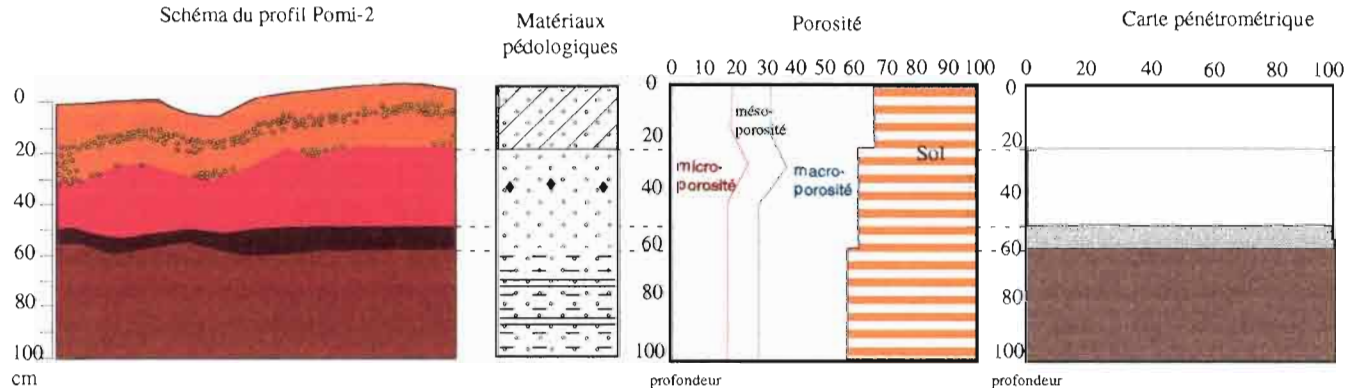 Schéma du profil Pomi-2
0
20
40
60
80
100
cm
Matériaux
pédologiques
Porosité
0 10 20 30 40 50 60 70 80 90 100
0
20
40
60
80
100
méso-
porosité
micro-
porosité
macro-
porosité
Sol
profondeur
Carte pénétrométrique
0 20 40 60 80 100
0
20
40
60
80
100
profondeur